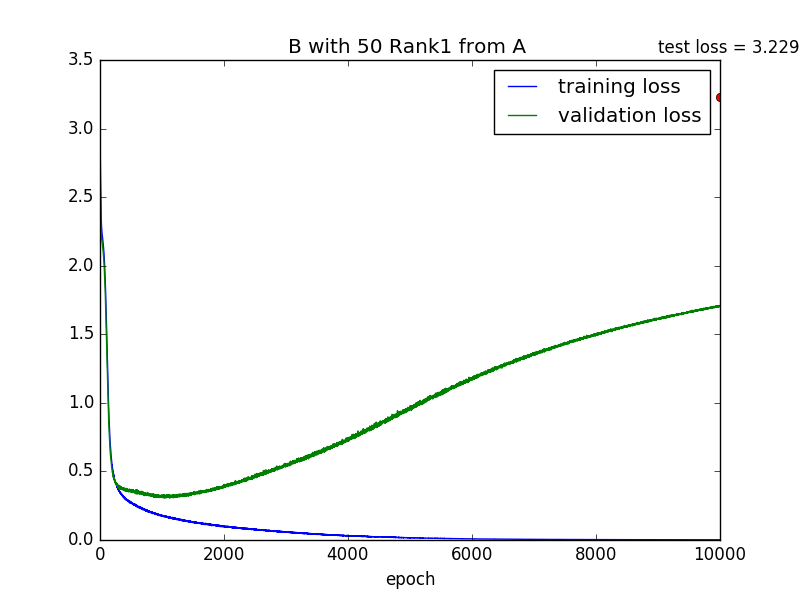 B with 50 Rank1 from A
test loss = 3.229
3.5
3.0
2.5
2.0
1.5
1.0
0.5
0.0
training loss
validation loss
0 2000 4000 6000 8000 10000
epoch